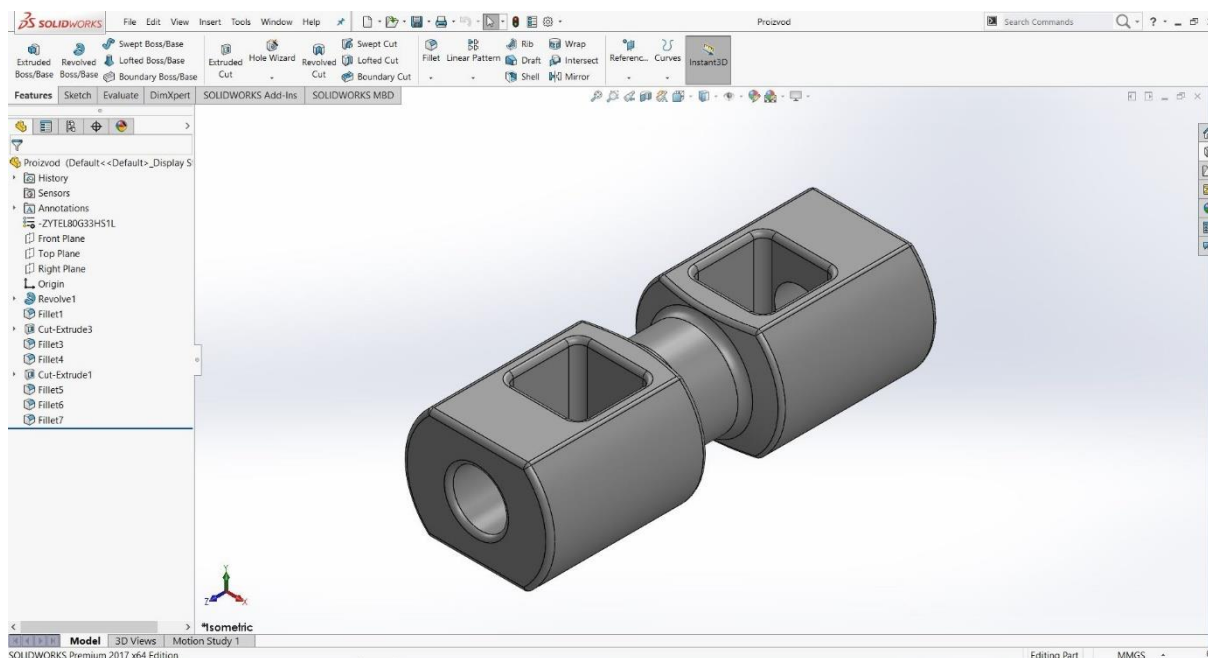 SOLIDWORKS File Edit View Insert Tools Window Help Proizvod Search Commands
Extruded Boss/Base
Revolved Boss/Base
Swept Boss/Base
Lofted Boss/Base
Boundary Boss/Base
Extruded Cut
Hole Wizard
Revolved Cut
Swept Cut
Lofted Cut
Boundary Cut
Fillet
Linear Pattern
Rib
Draft
Shell
Wrap
Intersect
Mirror
Referenc...
Curves
Instant3D
Features Sketch Evaluate DimXpert SOLIDWORKS Add-Ins SOLIDWORKS MBD
Proizvod (Default<<Default>_Display S
History
Sensors
Annotations
-ZYTEL80G33HS1L
Front Plane
Top Plane
Right Plane
Origin
Revolve1
Fillet1
Cut-Extrude3
Fillet3
Fillet4
Cut-Extrude1
Fillet5
Fillet6
Fillet7
Y
Z X
*Isometric
Model 3D Views Motion Study 1
SOLIDWORKS Premium 2017 x64 Edition Editing Part MMGS